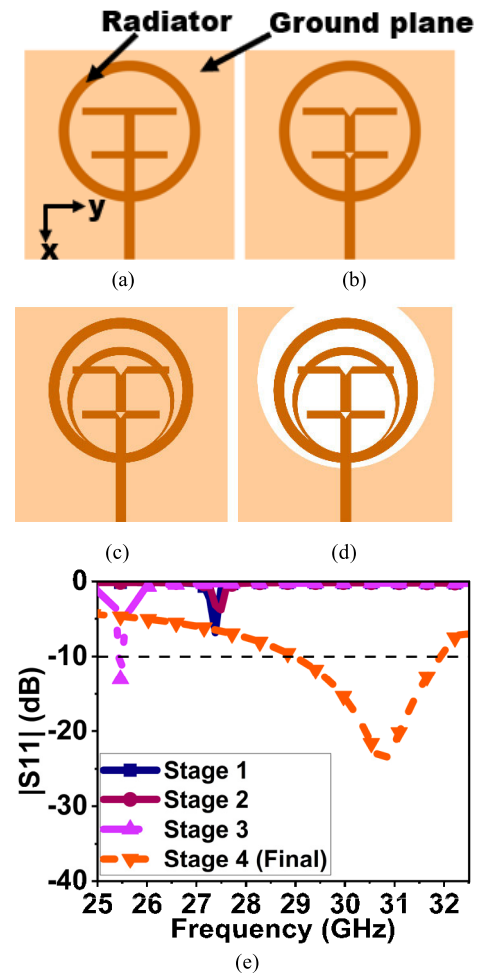 Radiator
Ground plane
y
x
(a)
(b)
(c)
(d)
0
-10
-20
-30
-40
|S11| (dB)
Stage 1
Stage 2
Stage 3
Stage 4 (Final)
25 26 27 28 29 30 31 32
Frequency (GHz)
(e)